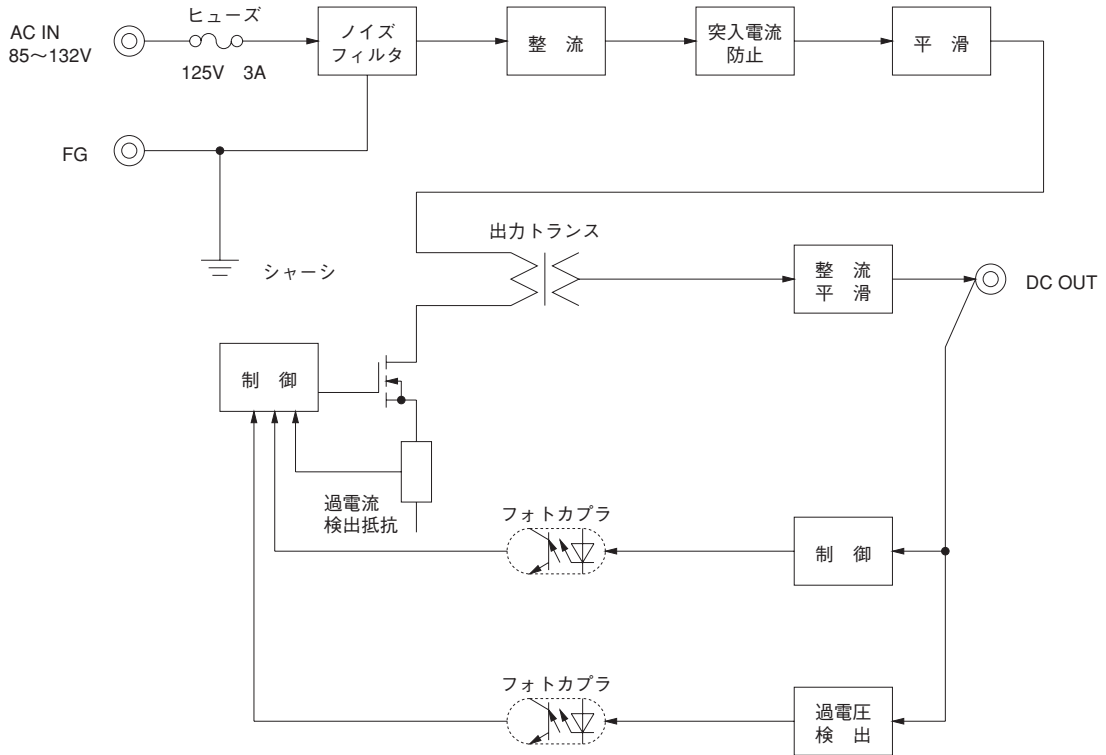 AC IN
85～132V
ヒューズ
125V 3A
ノイズ
フィルタ
整 流
突入電流
防止
平 滑
FG
シャーシ
出力トランス
整 流
平 滑
DC OUT
制 御
過電流
検出抵抗
フォトカプラ
制 御
フォトカプラ
過電圧
検 出